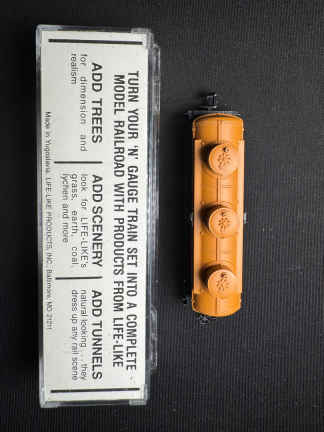 TURN YOUR 'N' GAUGE TRAIN SET INTO A COMPLETE
MODEL RAILROAD WITH PRODUCTS FROM LIFE-LIKE
ADD TREES
for dimension and
realism
ADD SCENERY
look for LIFE-LIKE's
grass, earth, coal,
lychen and more
ADD TUNNELS
natural looking . . . they
dress up any rail scene
Made in Yugoslavia. LIFE-LIKE PRODUCTS, INC., Baltimore, MD 21211